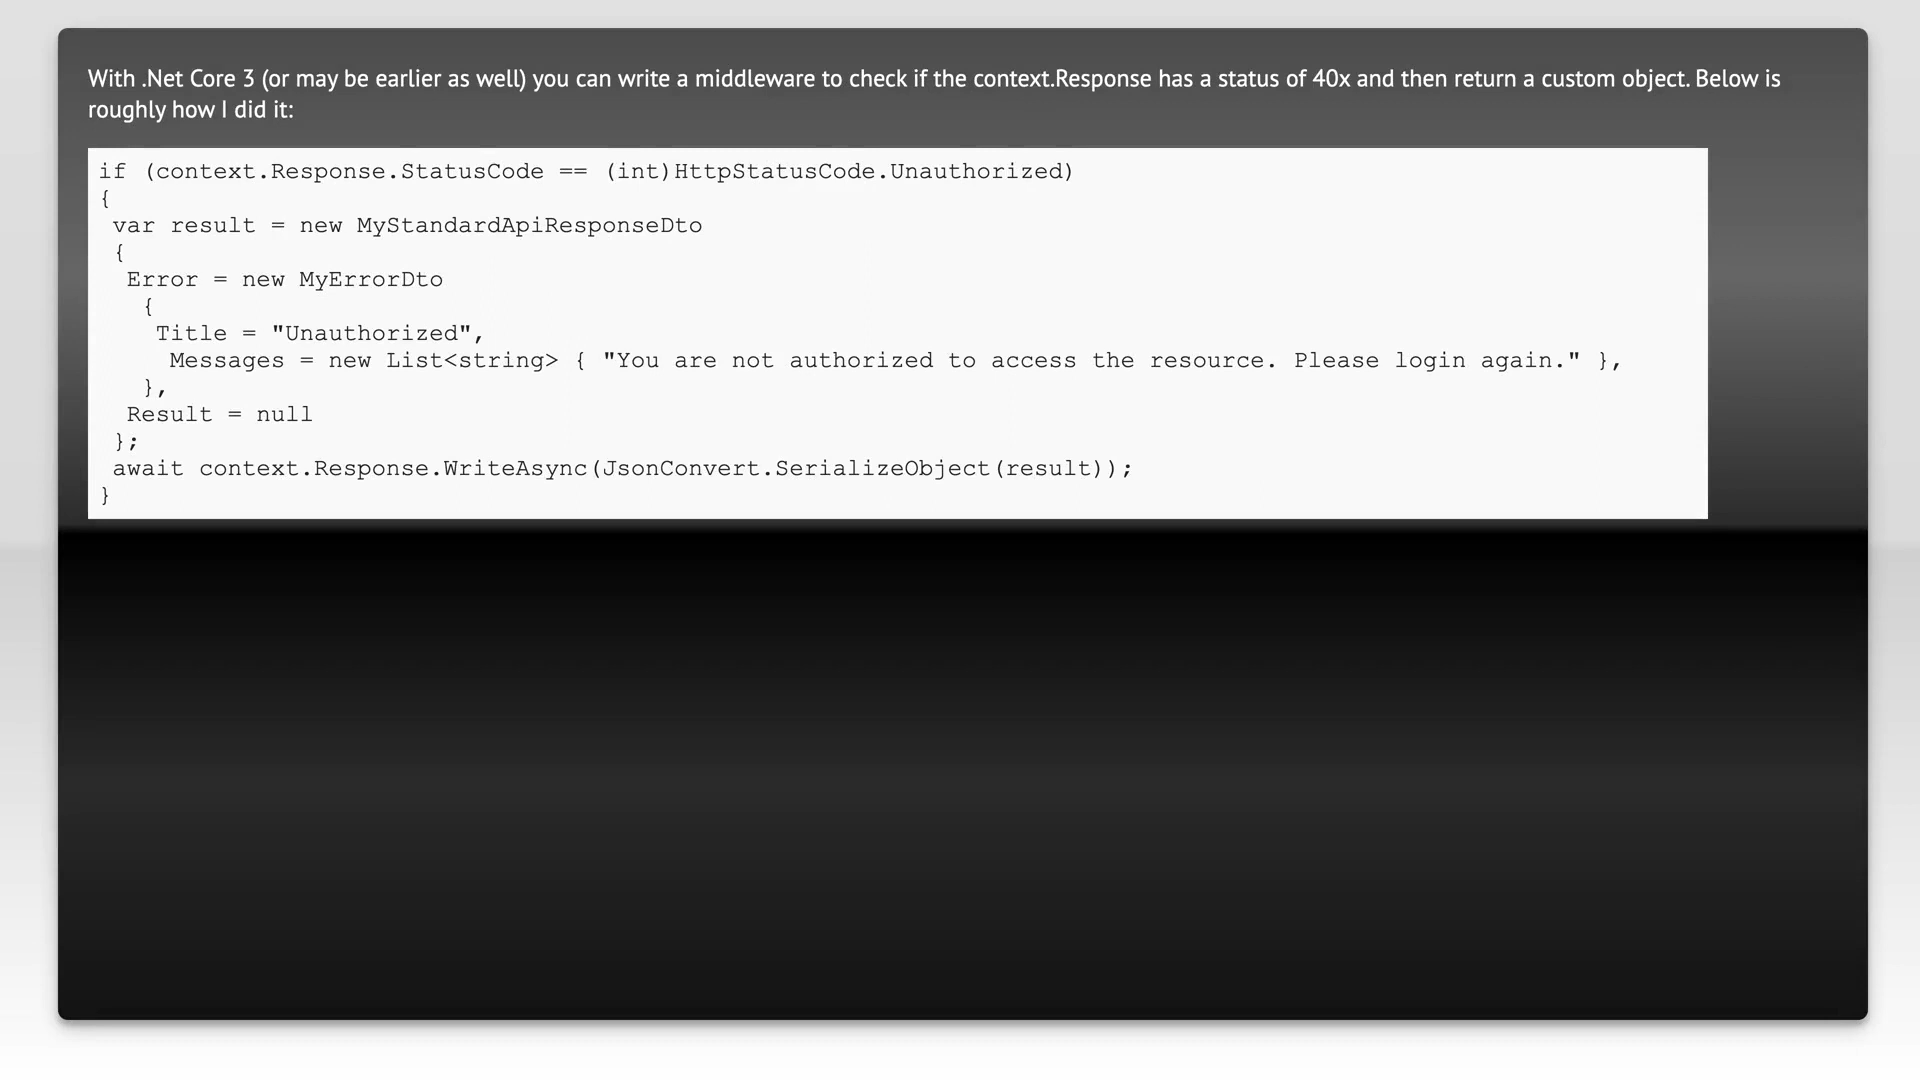 With .Net Core 3 (or may be earlier as well) you can write a middleware to check if the context.Response has a status of 40x and then return a custom object. Below is
roughly how I did it:
if (context.Response.StatusCode == (int)HttpStatusCode.Unauthorized)
{
 var result = new MyStandardApiResponseDto
 {
  Error = new MyErrorDto
   {
    Title = "Unauthorized",
     Messages = new List<string> { "You are not authorized to access the resource. Please login again." },
   },
  Result = null
 };
 await context.Response.WriteAsync(JsonConvert.SerializeObject(result));
}